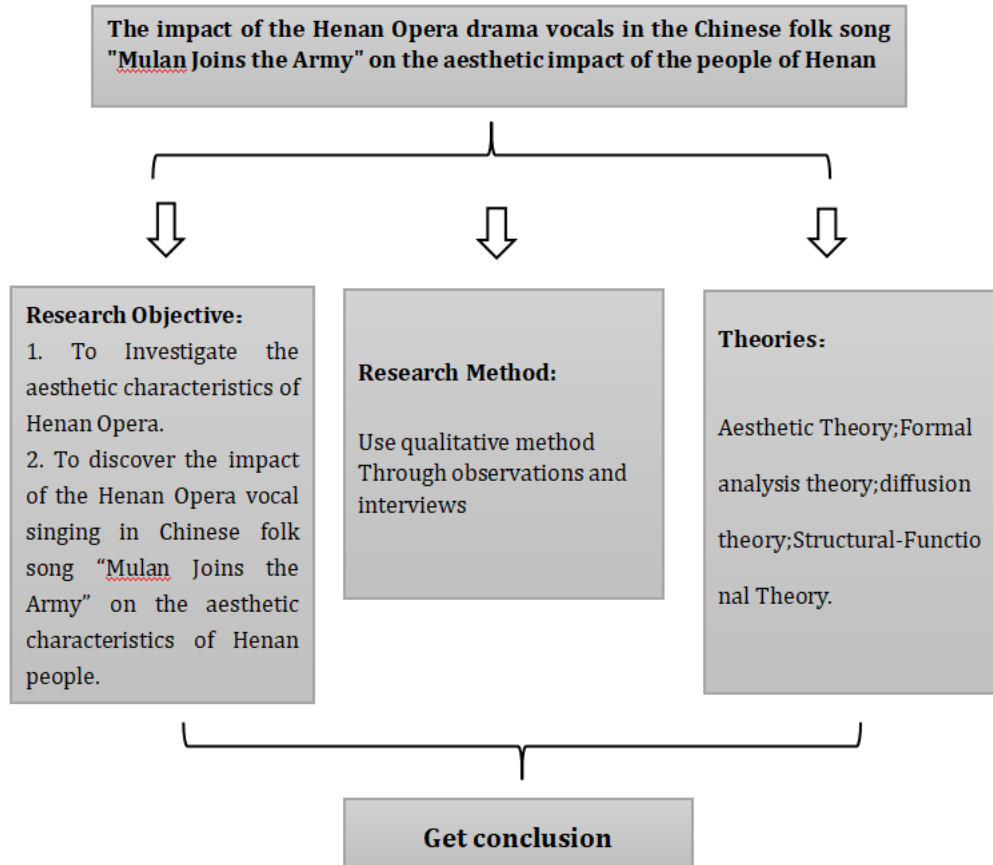 The impact of the Henan Opera drama vocals in the Chinese folk song
"Mulan Joins the Army" on the aesthetic impact of the people of Henan
Research Objective：
1. To Investigate the
aesthetic characteristics of
Henan Opera.
2. To discover the impact
of the Henan Opera vocal
singing in Chinese folk
song “Mulan Joins the
Army” on the aesthetic
characteristics of Henan
people.
Research Method:
Use qualitative method
Through observations and
interviews
Theories：
Aesthetic Theory;Formal
analysis theory;diffusion
theory;Structural-Functio
nal Theory.
Get conclusion